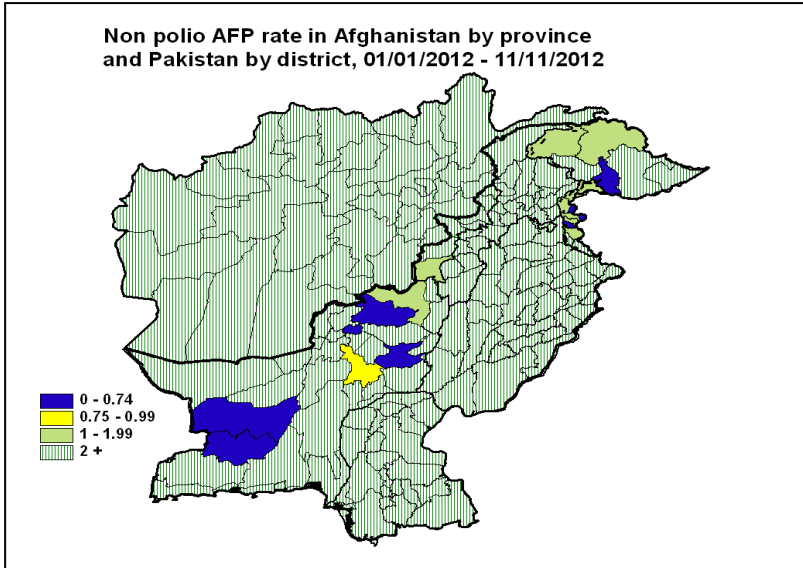 Non polio AFP rate in Afghanistan by province
and Pakistan by district, 01/01/2012 - 11/11/2012
0 - 0.74
0.75 - 0.99
1 - 1.99
2 +